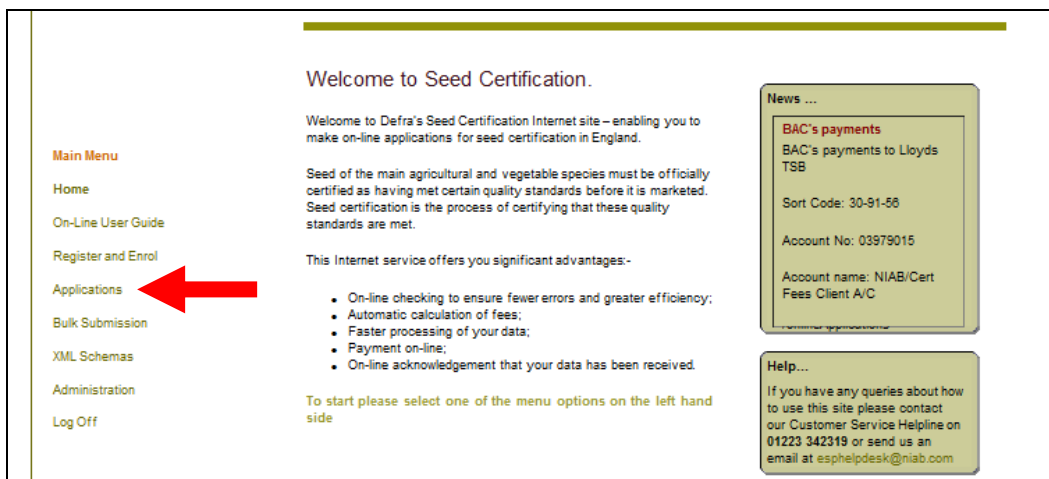 Main Menu
Home
On-Line User Guide
Register and Enrol
Applications
Bulk Submission
XML Schemas
Administration
Log Off
Welcome to Seed Certification.
Welcome to Defra's Seed Certification Internet site – enabling you to
make on-line applications for seed certification in England.
Seed of the main agricultural and vegetable species must be officially
certified as having met certain quality standards before it is marketed.
Seed certification is the process of certifying that these quality
standards are met.
This Internet service offers you significant advantages:-
• On-line checking to ensure fewer errors and greater efficiency;
• Automatic calculation of fees;
• Faster processing of your data;
• Payment on-line;
• On-line acknowledgement that your data has been received.
To start please select one of the menu options on the left hand
side
News ...
BAC's payments
BAC's payments to Lloyds
TSB
Sort Code: 30-91-56
Account No: 03979015
Account name: NIAB/Cert
Fees Client A/C
Help...
If you have any queries about how
to use this site please contact
our Customer Service Helpline on
01223 342319 or send us an
email at esphelpdesk@niab.com